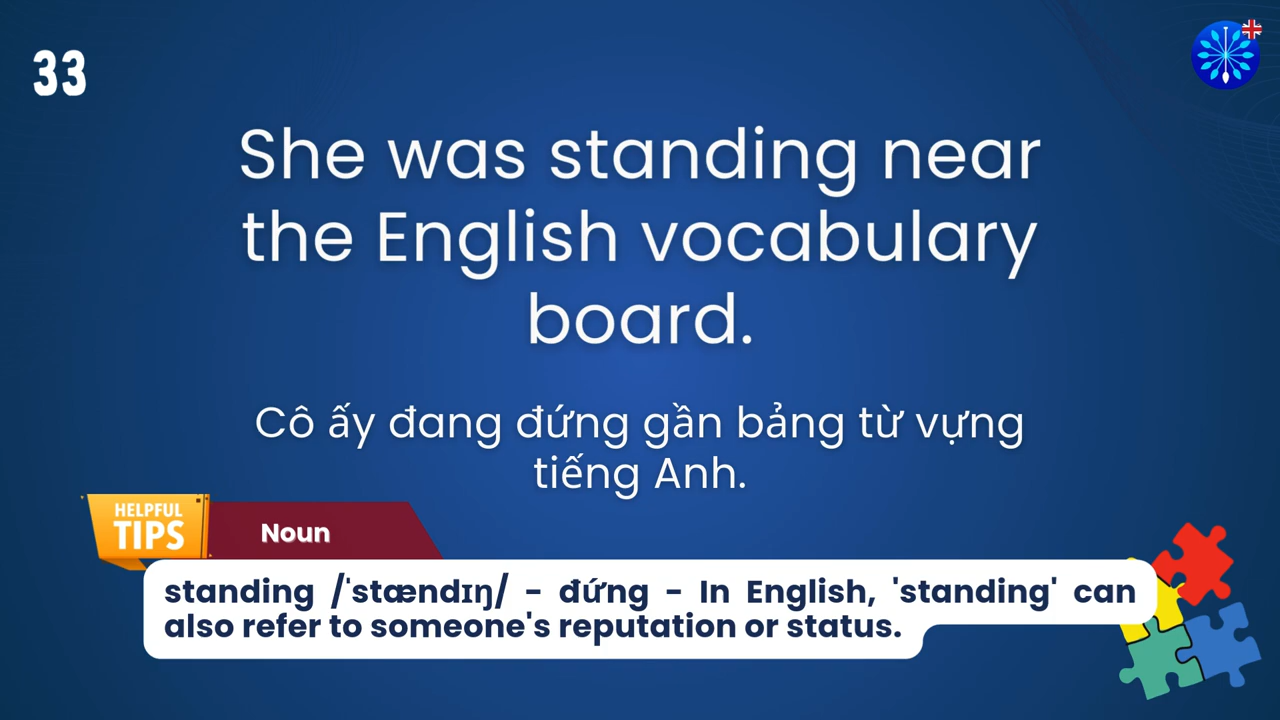 33
She was standing near
the English vocabulary
board.
Cô ấy đang đứng gần bảng từ vựng
tiếng Anh.
HELPFUL
TIPS
Noun
standing /ˈstændɪŋ/ - đứng - In English, 'standing' can
also refer to someone's reputation or status.